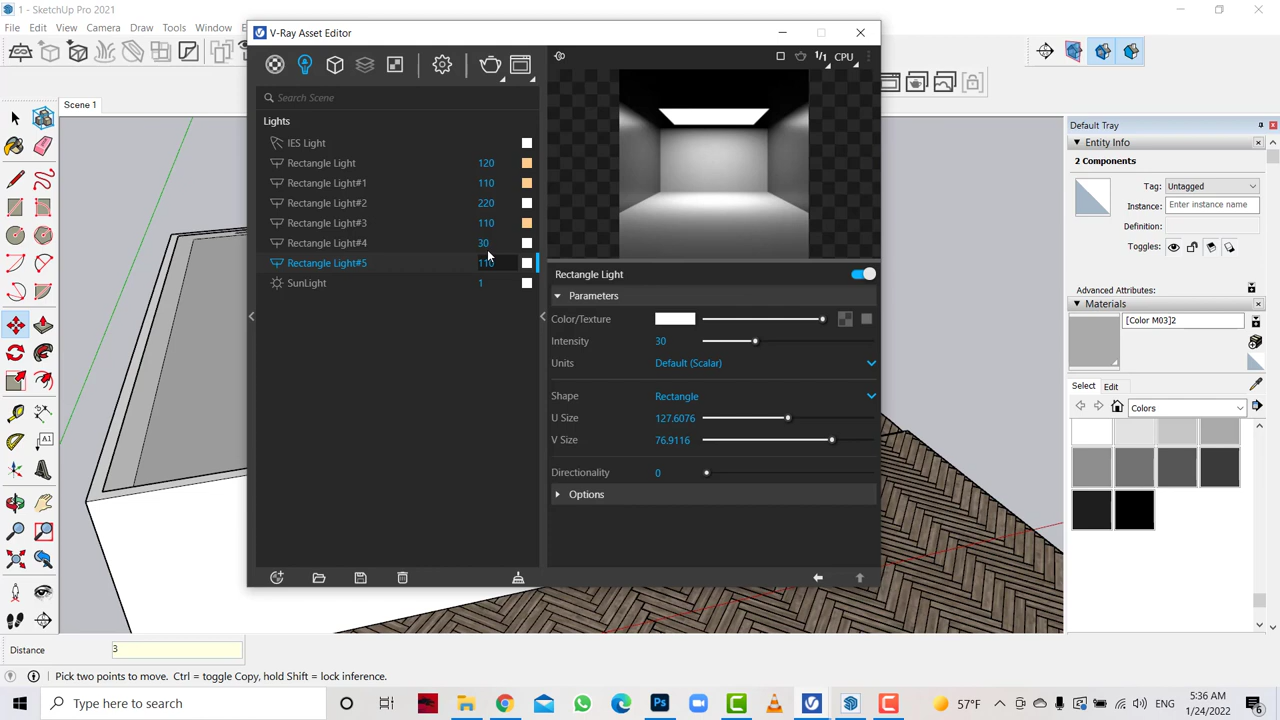 1 - SketchUp Pro 2021
File Edit View Camera Draw Tools Window
V-Ray Asset Editor
1/1 CPU
Search Scene
Lights
IES Light
Rectangle Light 120
Rectangle Light#1 110
Rectangle Light#2 220
Rectangle Light#3 110
Rectangle Light#4 30
Rectangle Light#5 110
SunLight 1
Rectangle Light
Parameters
Color/Texture
Intensity 30
Units Default (Scalar)
Shape Rectangle
U Size 127.6076
V Size 76.9116
Directionality 0
Options
Scene 1
A1
Default Tray
Entity Info
2 Components
Tag: Untagged
Instance: Enter instance name
Definition:
Toggles:
Advanced Attributes:
Materials
[Color M03]2
Select Edit
Colors
Distance 3
Pick two points to move. Ctrl = toggle Copy, hold Shift = lock inference.
Type here to search
Ps
57°F
ENG
5:36 AM
1/24/2022
6